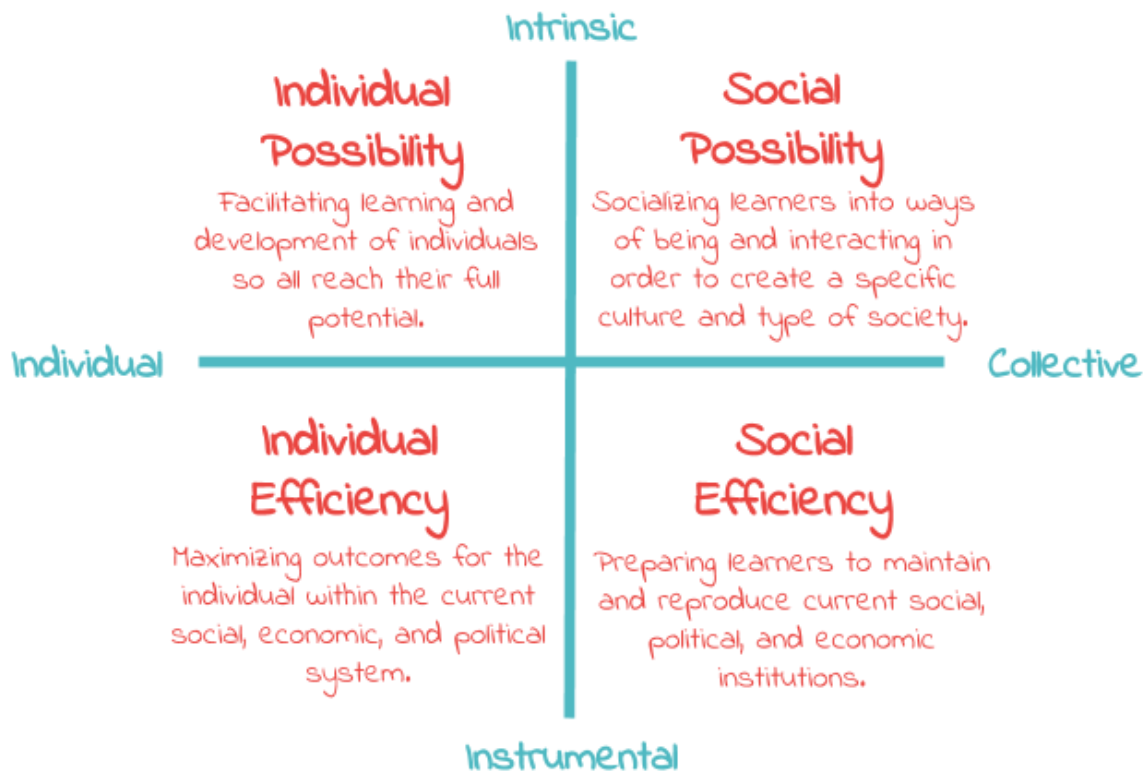 Intrinsic
Individual
Possibility
Facilitating learning and
development of individuals
so all reach their full
potential.
Social
Possibility
Socializing learners into ways
of being and interacting in
order to create a specific
culture and type of society.
Individual
Collective
Individual
Efficiency
Maximizing outcomes for the
individual within the current
social, economic, and political
system.
Social
Efficiency
Preparing learners to maintain
and reproduce current social,
political, and economic
institutions.
Instrumental